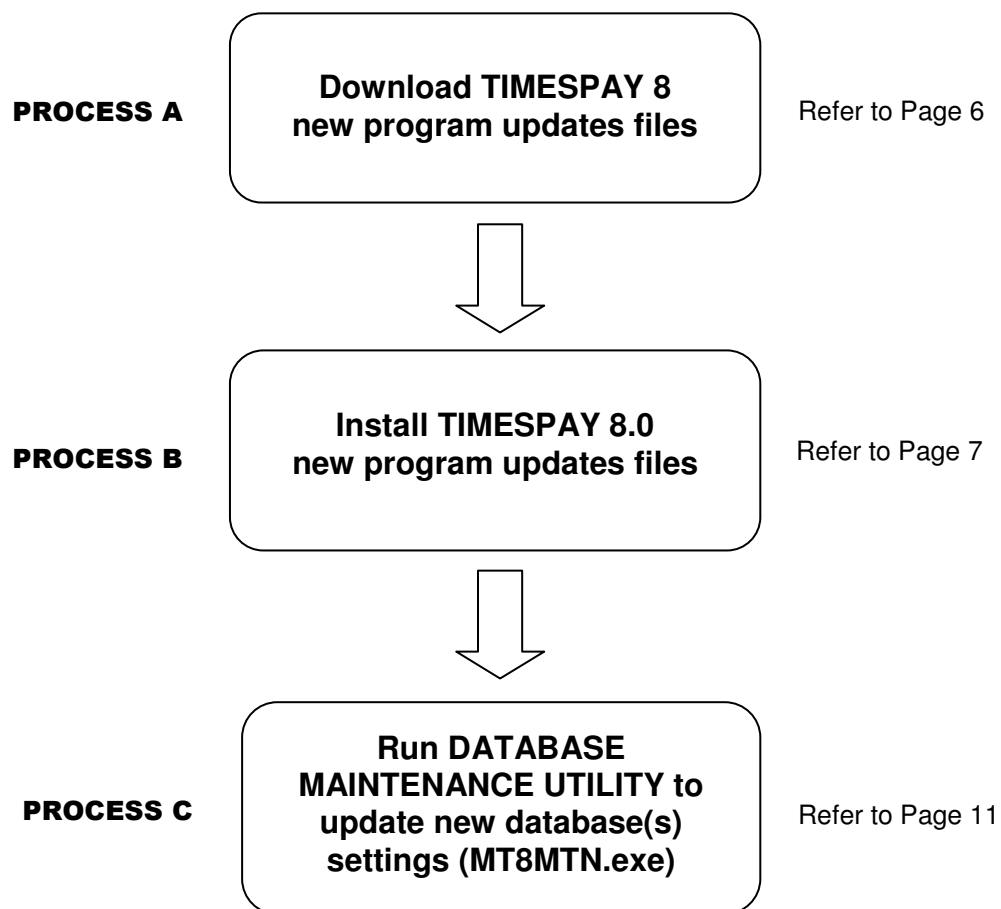 PROCESS A
Download TIMESPAY 8
new program updates files
Refer to Page 6
PROCESS B
Install TIMESPAY 8.0
new program updates files
Refer to Page 7
PROCESS C
Run DATABASE
MAINTENANCE UTILITY to
update new database(s)
settings (MT8MTN.exe)
Refer to Page 11